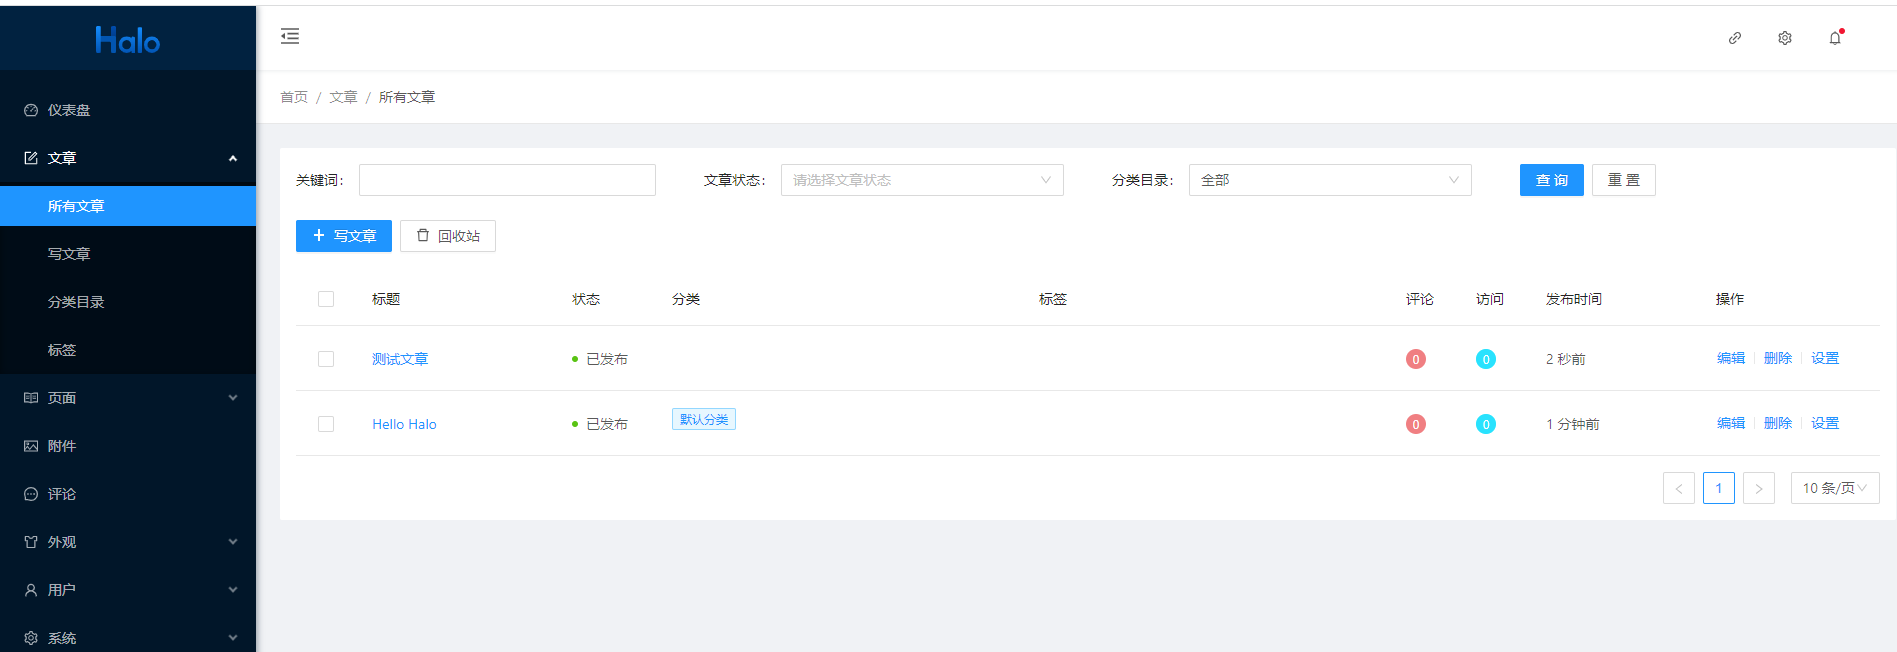 Halo
仪表盘
文章
所有文章
写文章
分类目录
标签
页面
附件
评论
外观
用户
系统
首页 / 文章 / 所有文章
关键词： 文章状态： 请选择文章状态 分类目录： 全部 查 询 重 置
+ 写文章 回收站
标题 状态 分类 标签 评论 访问 发布时间 操作
测试文章 已发布 0 0 2 秒前 编辑 删除 设置
Hello Halo 已发布 默认分类 0 0 1 分钟前 编辑 删除 设置
< 1 > 10 条/页